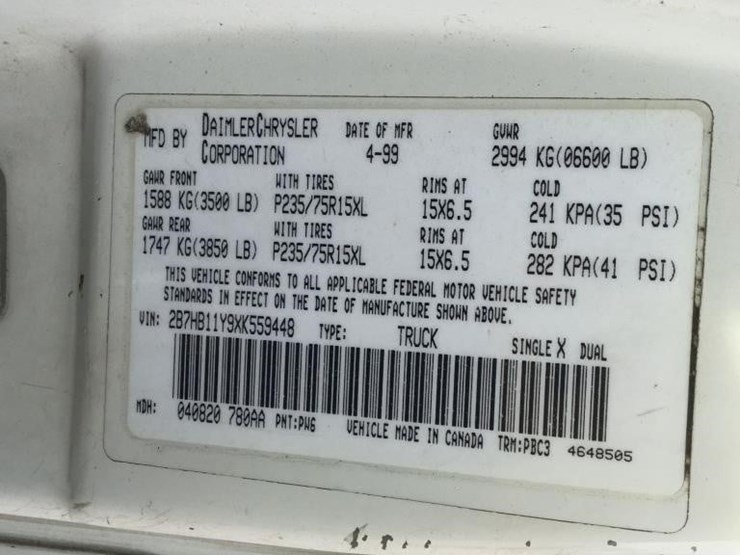 MFD BY DAIMLERCHRYSLER CORPORATION DATE OF MFR 4-99 GVWR 2994 KG(06600 LB)
GAWR FRONT WITH TIRES RIMS AT COLD
1588 KG(3500 LB) P235/75R15XL 15X6.5 241 KPA(35 PSI)
GAWR REAR WITH TIRES RIMS AT COLD
1747 KG(3850 LB) P235/75R15XL 15X6.5 282 KPA(41 PSI)
THIS VEHICLE CONFORMS TO ALL APPLICABLE FEDERAL MOTOR VEHICLE SAFETY
STANDARDS IN EFFECT ON THE DATE OF MANUFACTURE SHOWN ABOVE.
VIN: 2B7HB11Y9XK559448 TYPE: TRUCK SINGLE X DUAL
MDH: 040820 780AA PNT:PW6 VEHICLE MADE IN CANADA TRM:PBC3 4648505